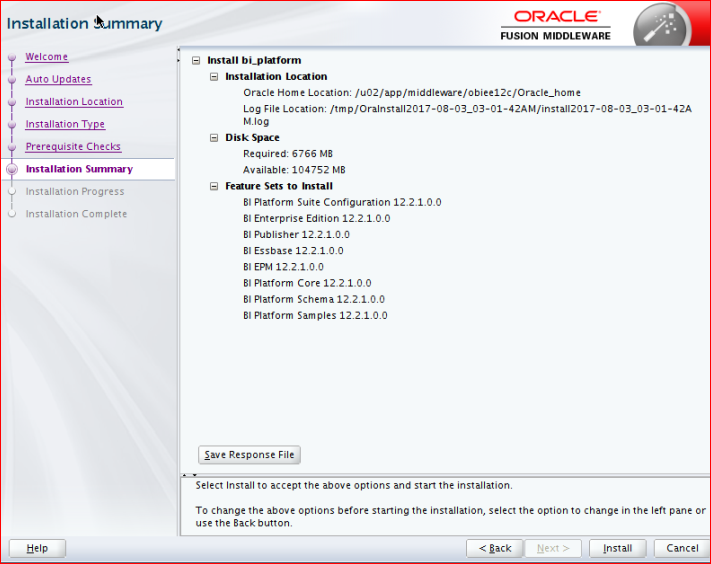 Installation Summary
ORACLE
FUSION MIDDLEWARE
Welcome
Auto Updates
Installation Location
Installation Type
Prerequisite Checks
Installation Summary
Installation Progress
Installation Complete
Install bi_platform
Installation Location
Oracle Home Location: /u02/app/middleware/obiee12c/Oracle_home
Log File Location: /tmp/OraInstall2017-08-03_03-01-42AM/install2017-08-03_03-01-42A
M.log
Disk Space
Required: 6766 MB
Available: 104752 MB
Feature Sets to Install
BI Platform Suite Configuration 12.2.1.0.0
BI Enterprise Edition 12.2.1.0.0
BI Publisher 12.2.1.0.0
BI Essbase 12.2.1.0.0
BI EPM 12.2.1.0.0
BI Platform Core 12.2.1.0.0
BI Platform Schema 12.2.1.0.0
BI Platform Samples 12.2.1.0.0
Save Response File
Select Install to accept the above options and start the installation.
To change the above options before starting the installation, select the option to change in the left pane or
use the Back button.
Help
< Back
Next >
Install
Cancel